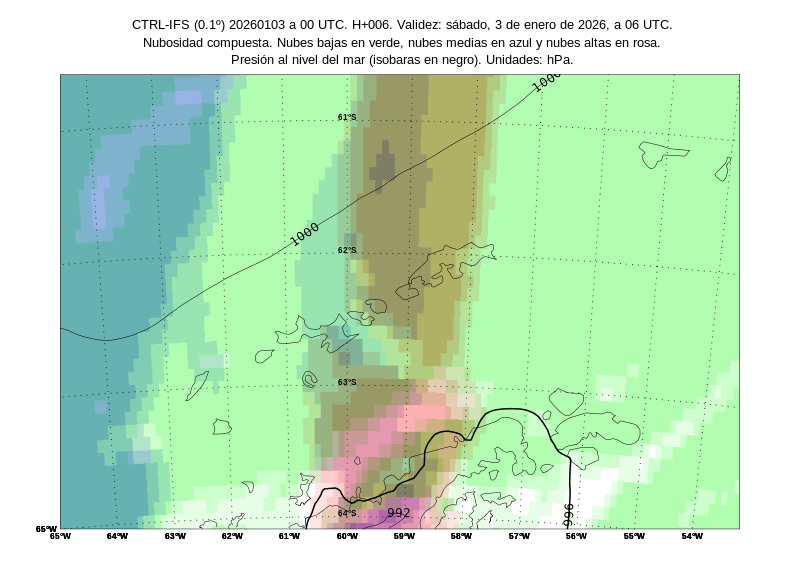 CTRL-IFS (0.1º) 20260103 a 00 UTC. H+006. Validez: sábado, 3 de enero de 2026, a 06 UTC.
Nubosidad compuesta. Nubes bajas en verde, nubes medias en azul y nubes altas en rosa.
Presión al nivel del mar (isobaras en negro). Unidades: hPa.
1000
61°S
1000
62°S
63°S
992
64°S
996
65°W
65°W 64°W 63°W 62°W 61°W 60°W 59°W 58°W 57°W 56°W 55°W 54°W